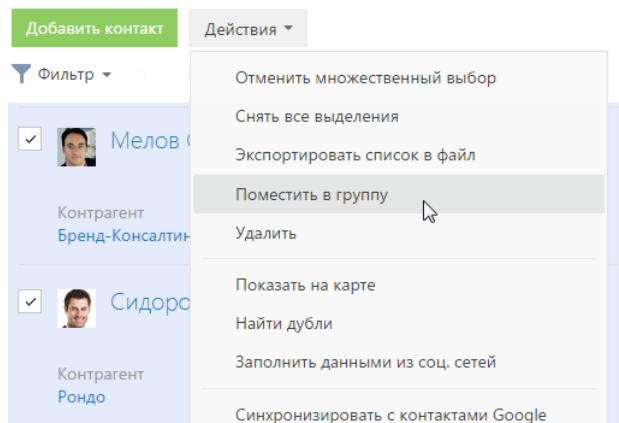 Добавить контакт
Действия
Фильтр
Отменить множественный выбор
Снять все выделения
Экспортировать список в файл
Поместить в группу
Удалить
Показать на карте
Найти дубли
Заполнить данными из соц. сетей
Синхронизировать с контактами Google
Мелов
Контрагент
Бренд-Консалтин
Сидоро
Контрагент
Рондо